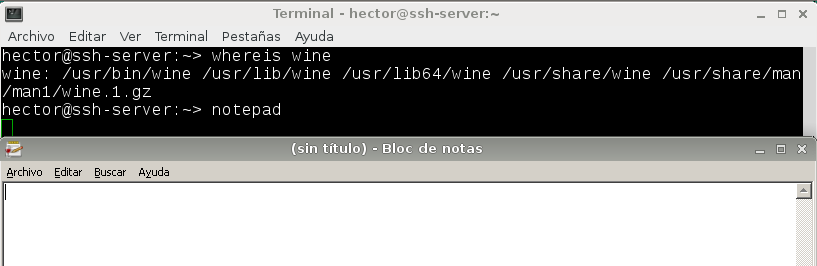 Terminal - hector@ssh-server:~
Archivo Editar Ver Terminal Pestañas Ayuda
hector@ssh-server:~> whereis wine
wine: /usr/bin/wine /usr/lib/wine /usr/lib64/wine /usr/share/wine /usr/share/man
/man1/wine.1.gz
hector@ssh-server:~> notepad
(sin título) - Bloc de notas
Archivo Editar Buscar Ayuda